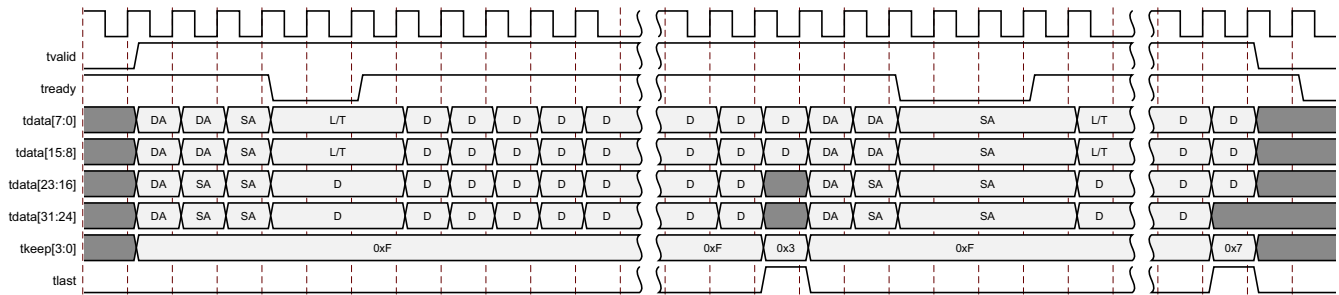 tvalid
tready
tdata[7:0] DA DA SA L/T D D D D D D D D DA DA SA L/T D D
tdata[15:8] DA DA SA L/T D D D D D D D D DA DA SA L/T D D
tdata[23:16] DA SA SA D D D D D D D D DA SA SA D D D
tdata[31:24] DA SA SA D D D D D D D D DA SA SA D D
tkeep[3:0] 0xF 0xF 0x3 0xF 0x7
tlast